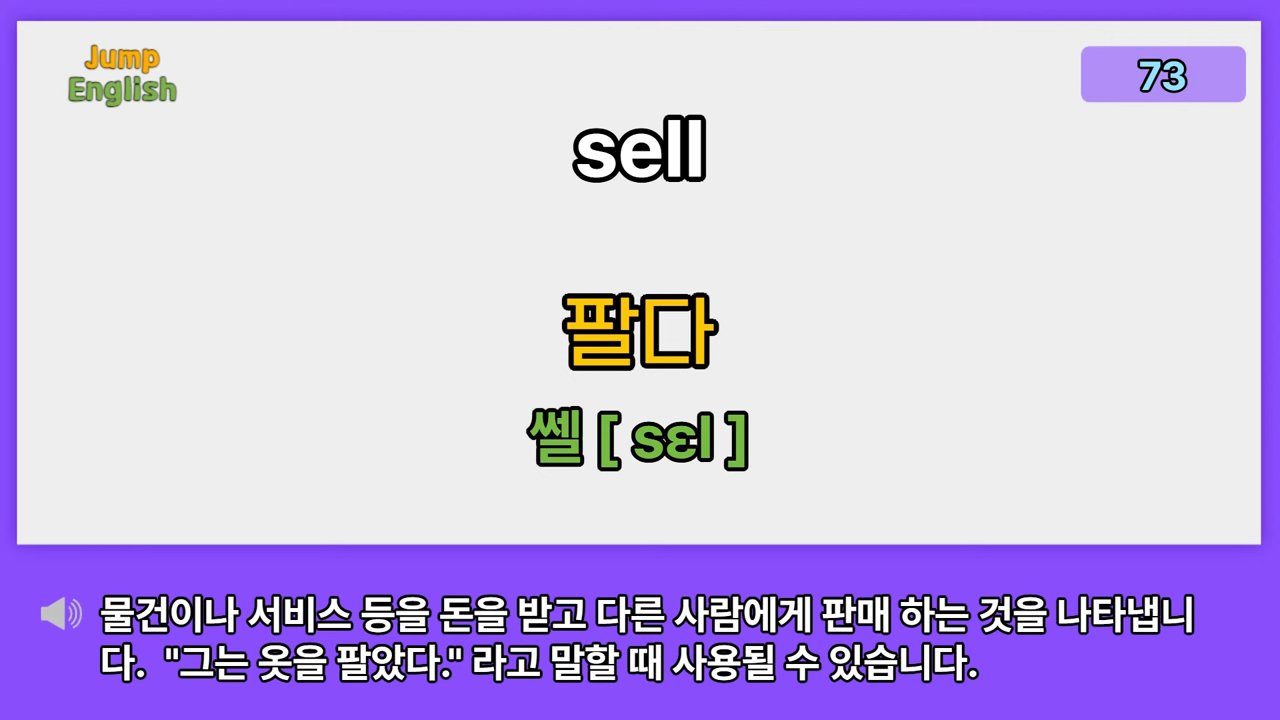 Jump
English
73
sell
팔다
쎌 [ sɛl ]
물건이나 서비스 등을 돈을 받고 다른 사람에게 판매 하는 것을 나타냅니
다. "그는 옷을 팔았다." 라고 말할 때 사용될 수 있습니다.